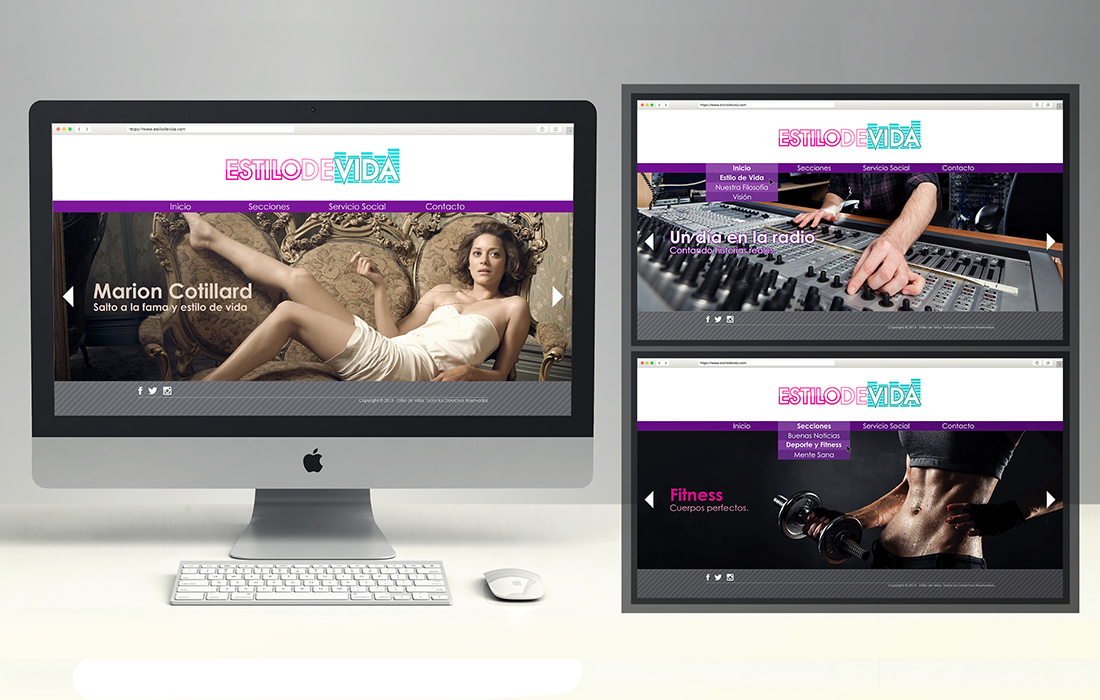 https://www.estilodevida.com
ESTILODEVIDA
Inicio Secciones Servicio Social Contacto
Marion Cotillard
Salto a la fama y estilo de vida
Copyright © 2013 - Estilo de Vida. Todos los Derechos Reservados
https://www.estilodevida.com
ESTILODEVIDA
Inicio Secciones Servicio Social Contacto
Estilo de Vida
Nuestra Filosofía
Visión
Un día en la radio
Contando historias reales
Copyright © 2013 - Estilo de Vida. Todos los Derechos Reservados
https://www.estilodevida.com
ESTILODEVIDA
Inicio Secciones Servicio Social Contacto
Buenas Noticias
Deporte y Fitness
Mente Sana
Fitness
Cuerpos perfectos.
Copyright © 2013 - Estilo de Vida. Todos los Derechos Reservados